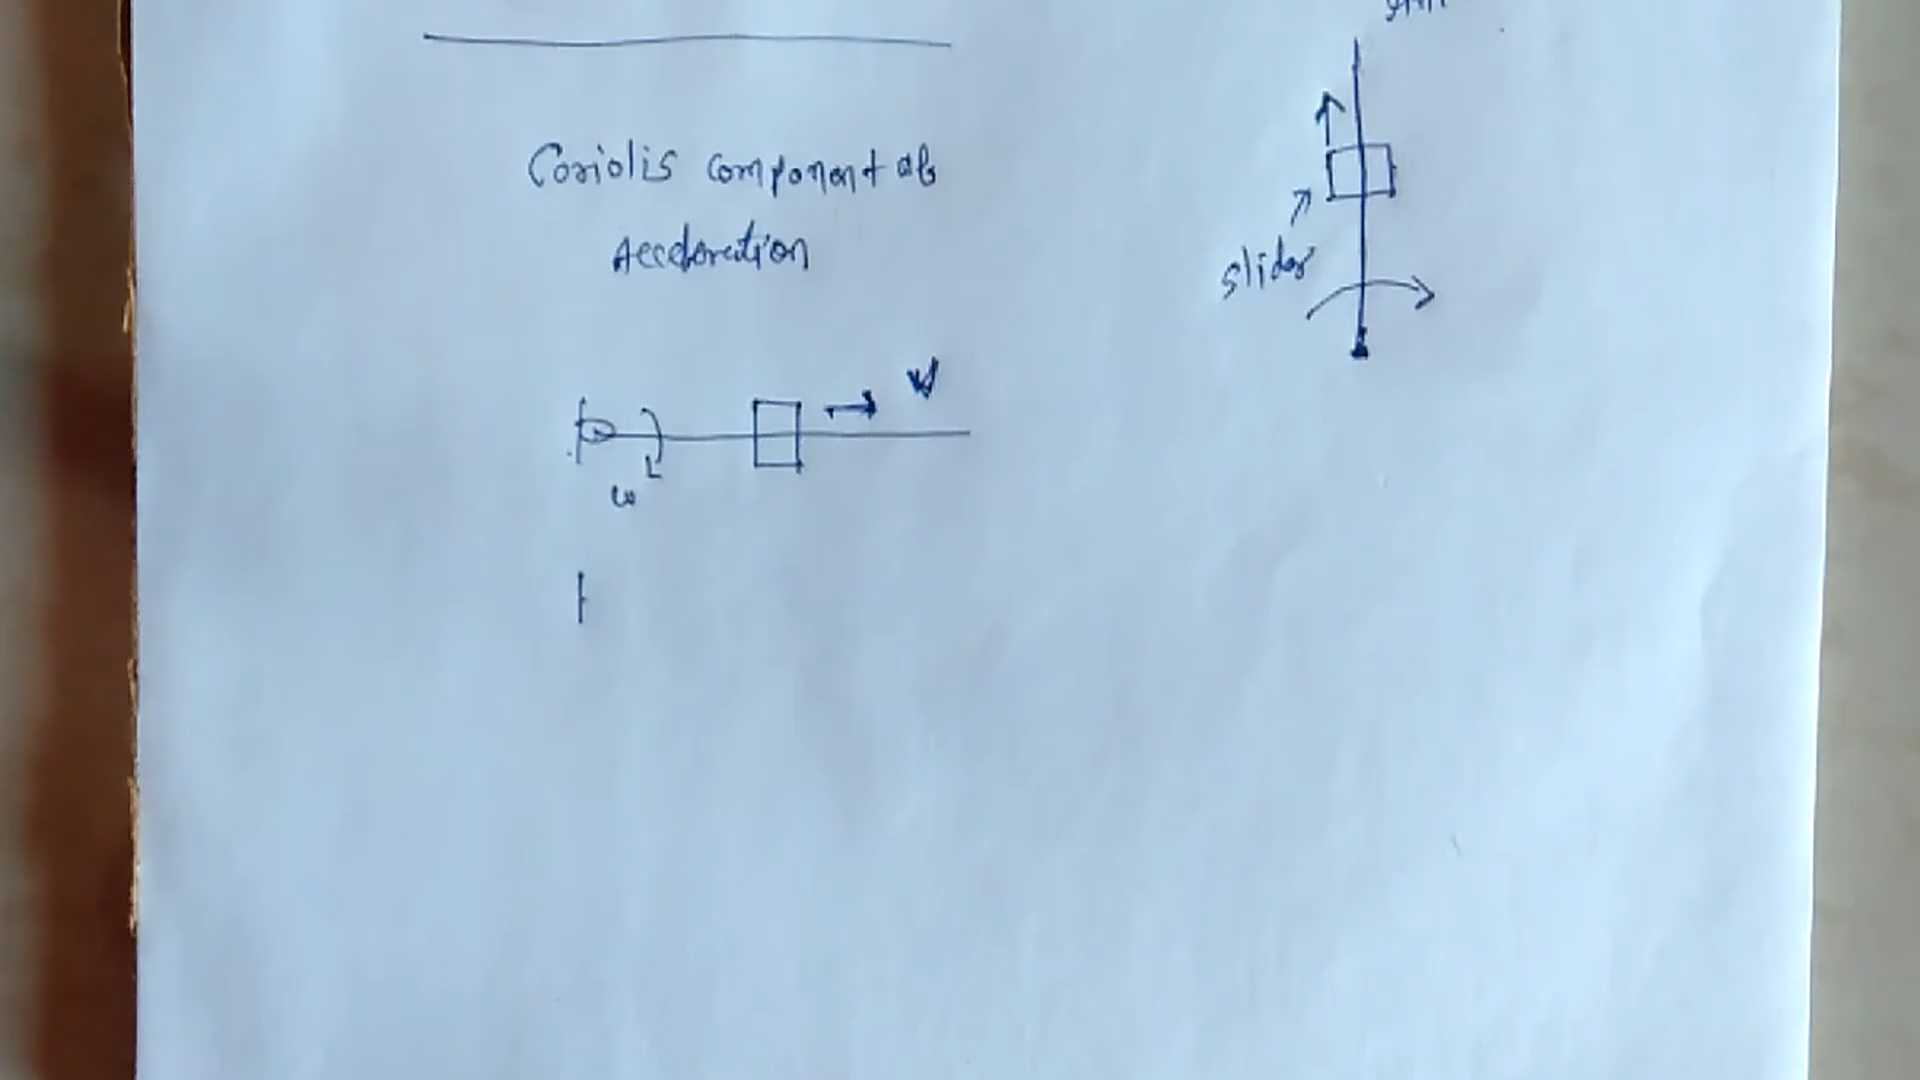 Coriolis component of
Acceleration
slider
V
ω